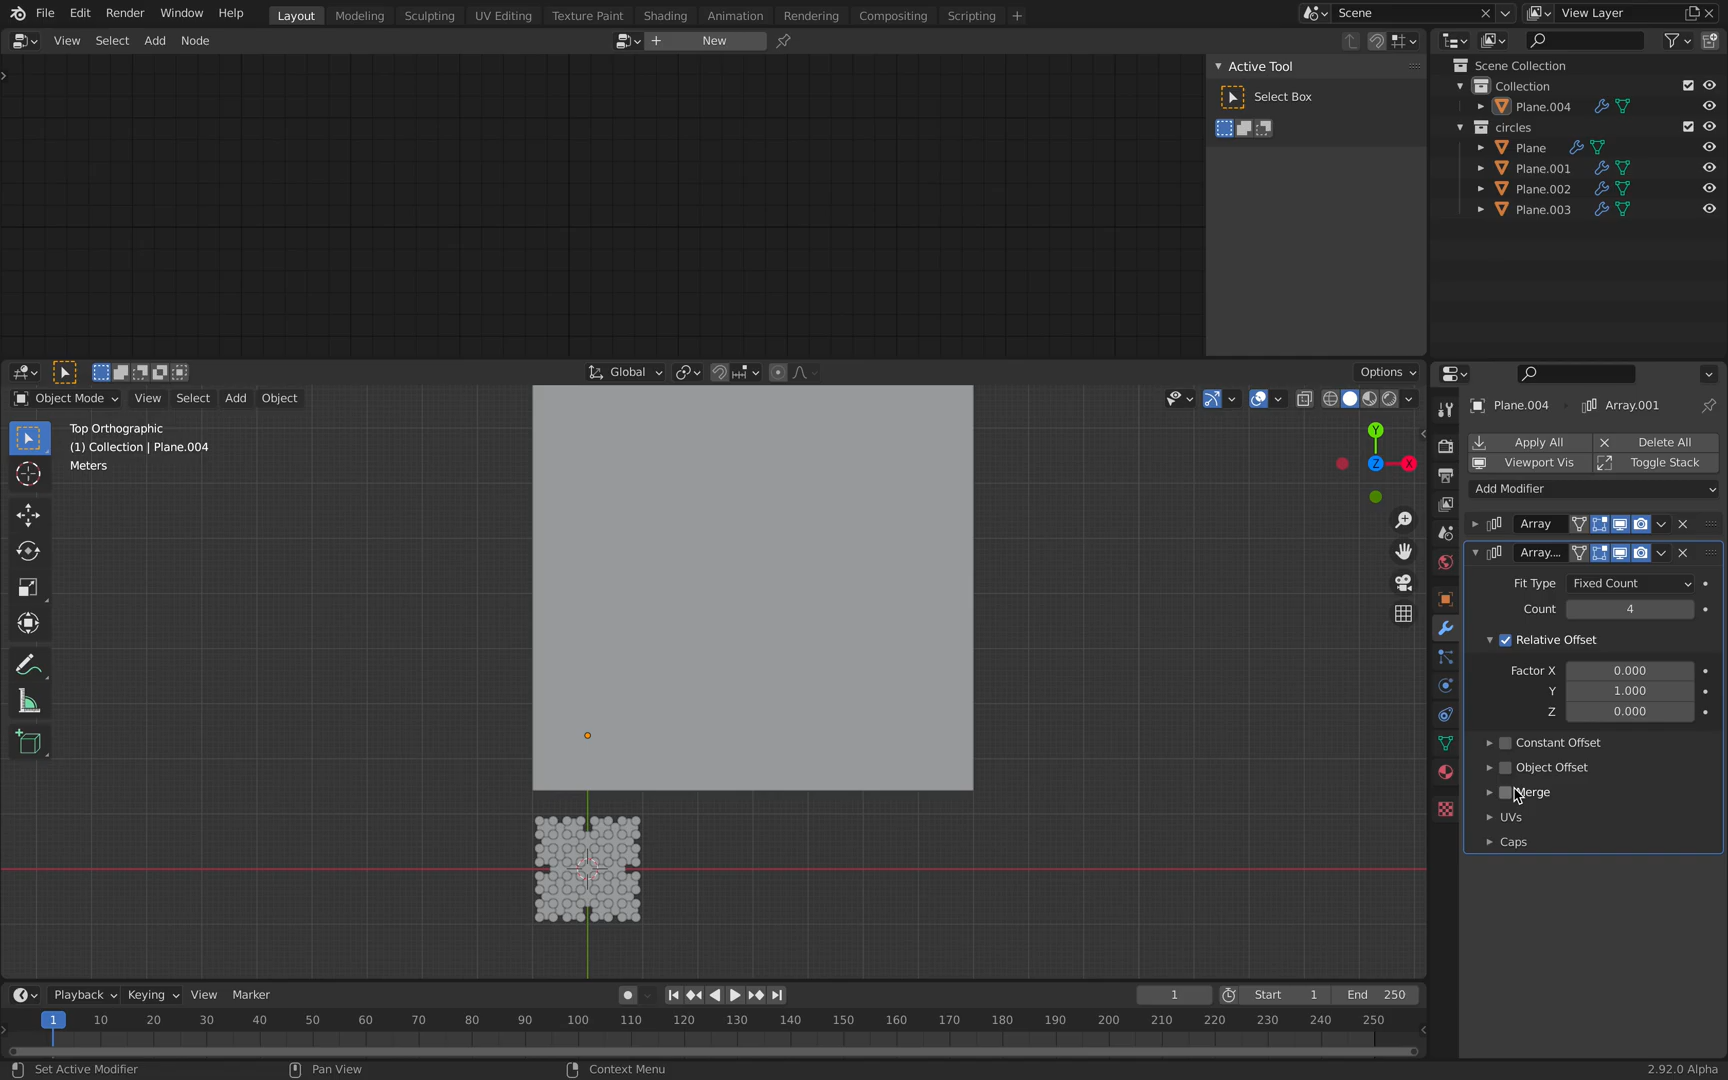 File Edit Render Window Help Layout Modeling Sculpting UV Editing Texture Paint Shading Animation Rendering Compositing Scripting + Scene View Layer
View Select Add Node New
Active Tool
Select Box
Scene Collection
Collection
Plane.004
circles
Plane
Plane.001
Plane.002
Plane.003
Global Options
Object Mode View Select Add Object
Top Orthographic
(1) Collection | Plane.004
Meters
Y
Z
X
Plane.004 Array.001
Apply All Delete All
Viewport Vis Toggle Stack
Add Modifier
Array
Array....
Fit Type Fixed Count
Count 4
Relative Offset
Factor X 0.000
Y 1.000
Z 0.000
Constant Offset
Object Offset
Merge
UVs
Caps
Playback Keying View Marker 1 Start 1 End 250
1 10 20 30 40 50 60 70 80 90 100 110 120 130 140 150 160 170 180 190 200 210 220 230 240 250
Set Active Modifier Pan View Context Menu 2.92.0 Alpha